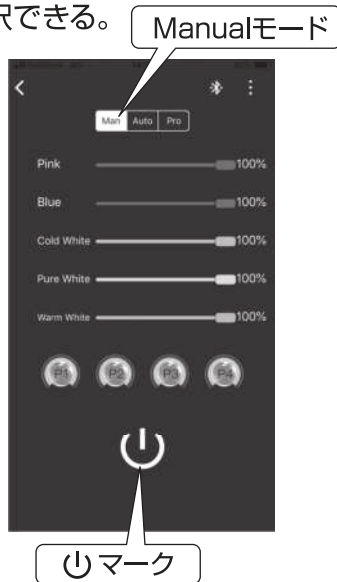 択できる。
Manualモード
Man Auto Pro
Pink 100%
Blue 100%
Cold White 100%
Pure White 100%
Warm White 100%
P1 P2 P3 P4
マーク